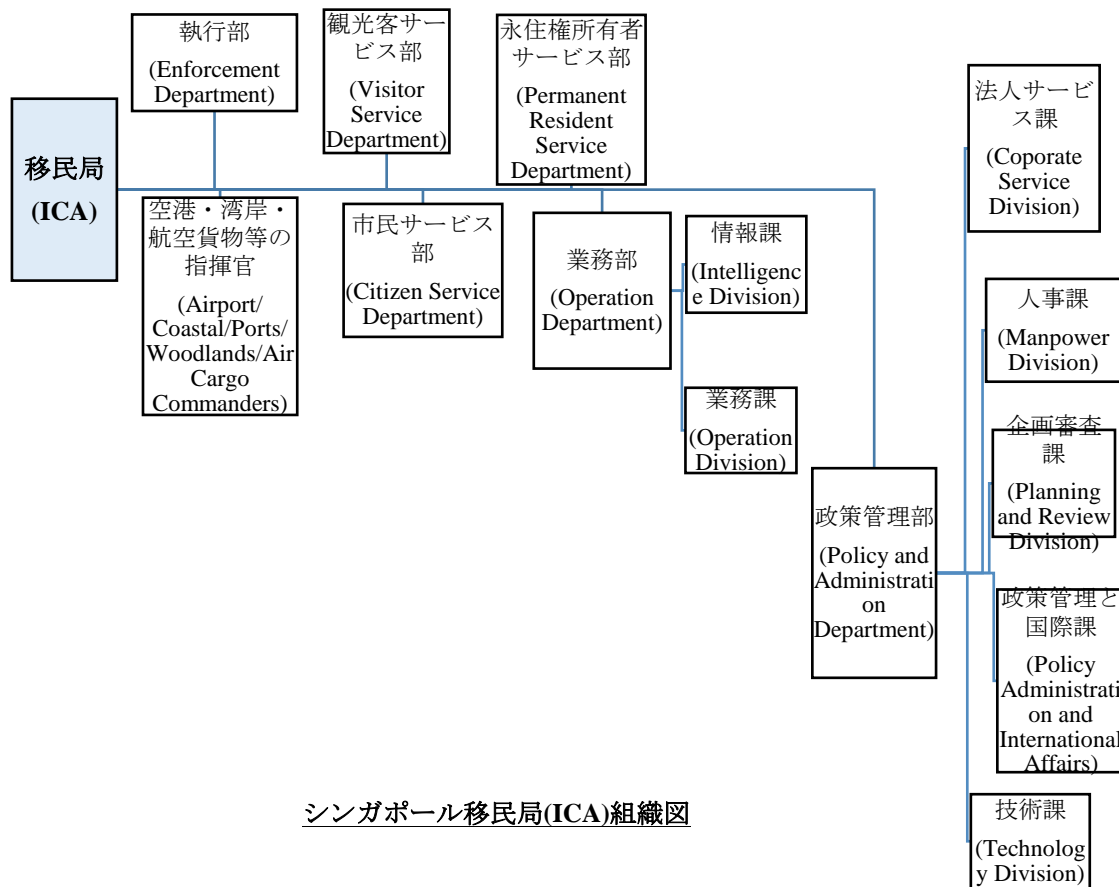 執行部
(Enforcement
Department)
観光客サー
ビス部
(Visitor
Service
Department)
永住権所有者
サービス部
(Permanent
Resident
Service
Department)
法人サービ
ス課
(Coporate
Service
Division)
移民局
(ICA)
空港・湾岸・
航空貨物等の
指揮官
(Airport/
Coastal/Ports/
Woodlands/Air
Cargo
Commanders)
市民サービス
部
(Citizen Service
Department)
業務部
(Operation
Department)
情報課
(Intelligenc
e Division)
人事課
(Manpower
Division)
業務課
(Operation
Division)
企画審査
課
(Planning
and Review
Division)
政策管理部
(Policy and
Administrati
on
Department)
政策管理と
国際課
(Policy
Administrati
on and
International
Affairs)
シンガポール移民局(ICA)組織図
技術課
(Technolog
y Division)